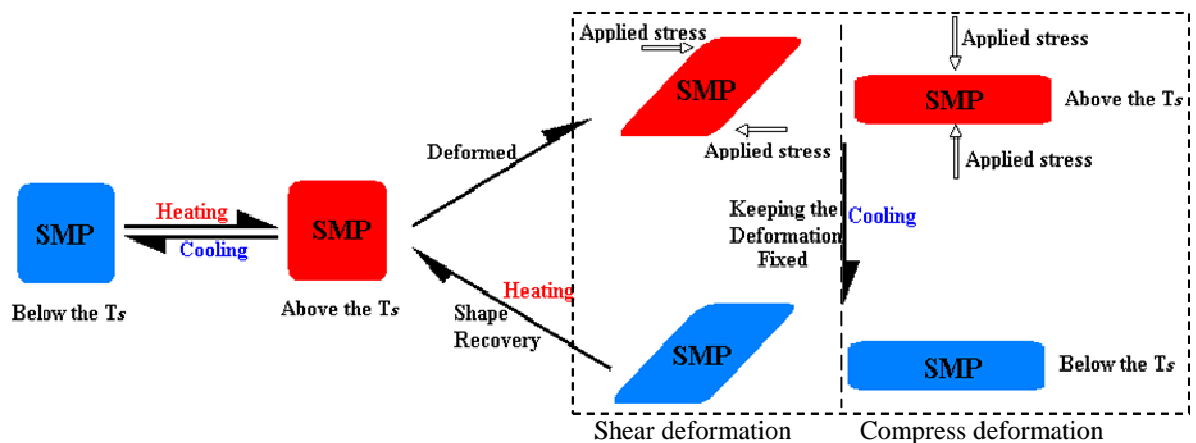 Applied stress
SMP
Applied stress
Applied stress
SMP
Above the Ts
Applied stress
Deformed
SMP
Heating
Cooling
SMP
Below the Ts
Above the Ts
Keeping the
Deformation
Fixed
Cooling
Heating
Shape
Recovery
SMP
SMP
Below the Ts
Shear deformation
Compress deformation